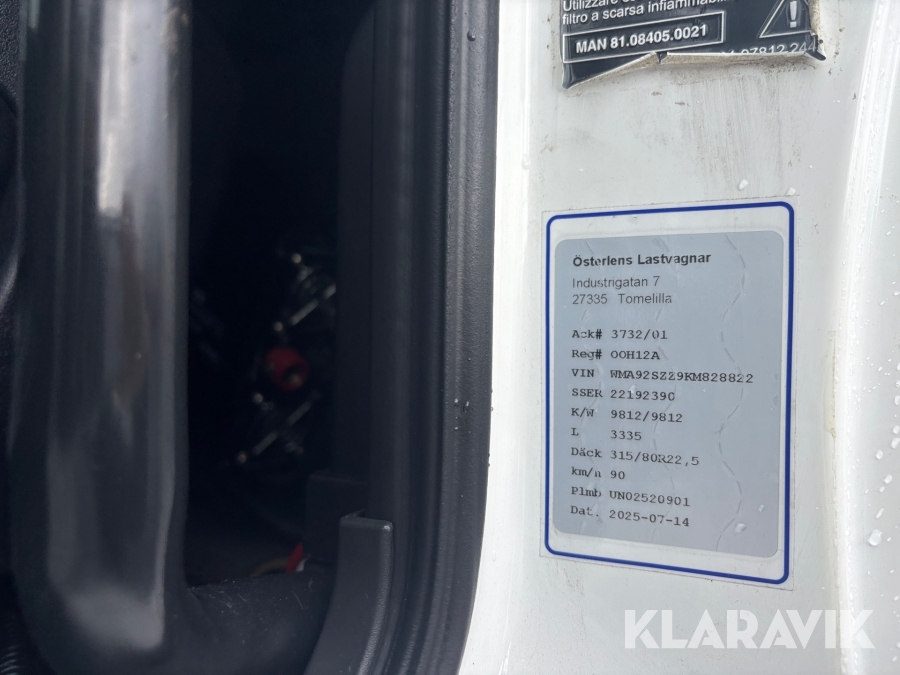 Utilizzare
filtro a scarsa infiammabi
MAN 81.08405.0021
Österlens Lastvagnar
Industrigatan 7
27335 Tomelilla
Ack# 3732/01
Reg# OOH12A
VIN WMA92SZZ9KM828822
SSER 22192390
K/W 9812/9812
L 3335
Däck 315/80R22,5
km/h 90
Plmb UN02520901
Dat. 2025-07-14
KLARAVIK